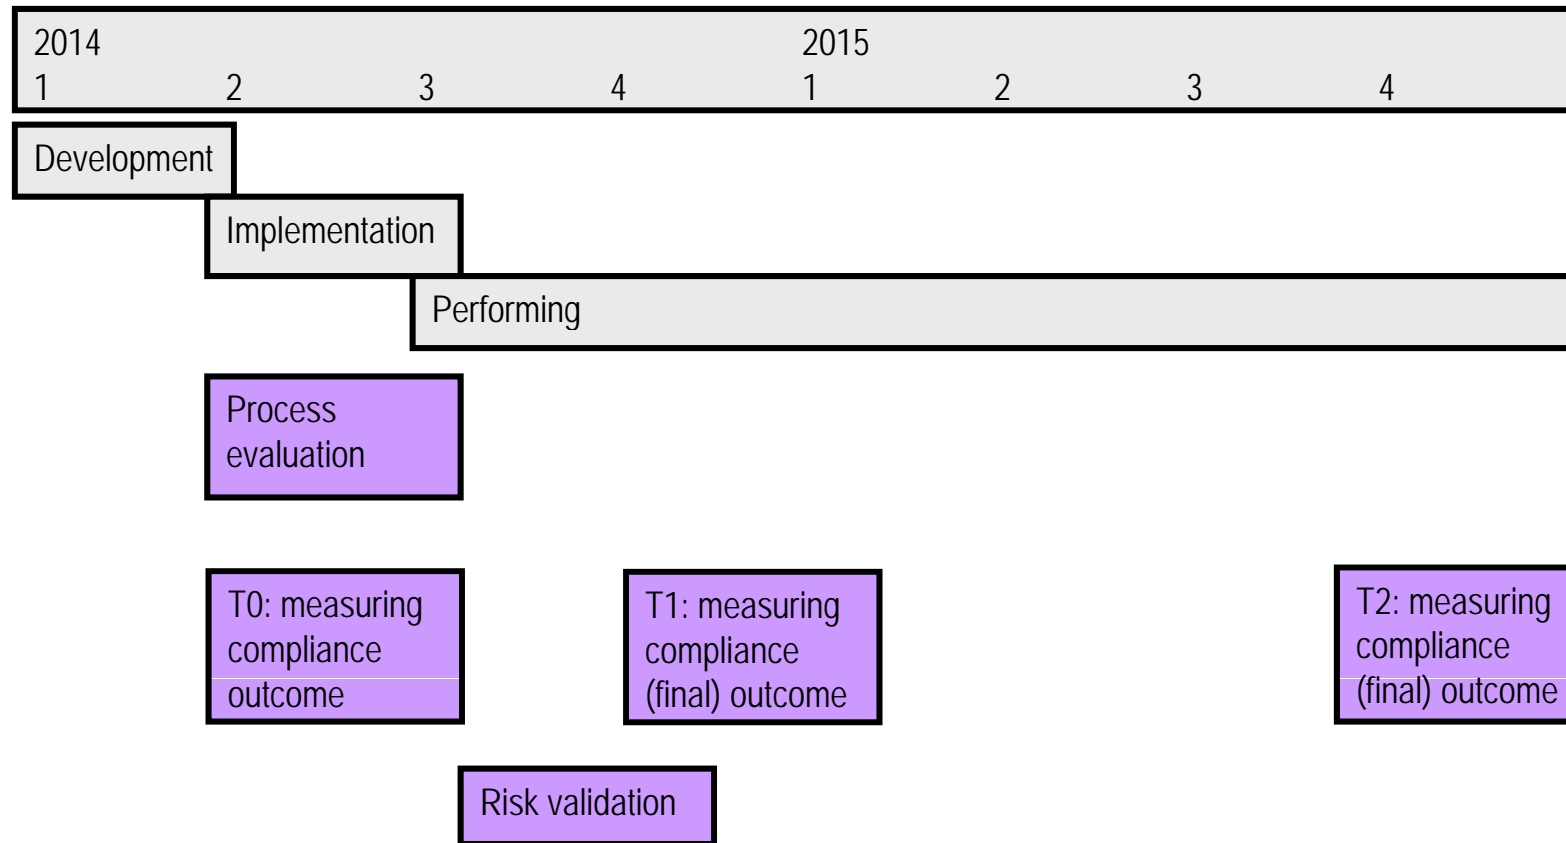 2014 2015
1 2 3 4 1 2 3 4
Development
Implementation
Performing
Process
evaluation
T0: measuring
compliance
outcome
T1: measuring
compliance
(final) outcome
T2: measuring
compliance
(final) outcome
Risk validation